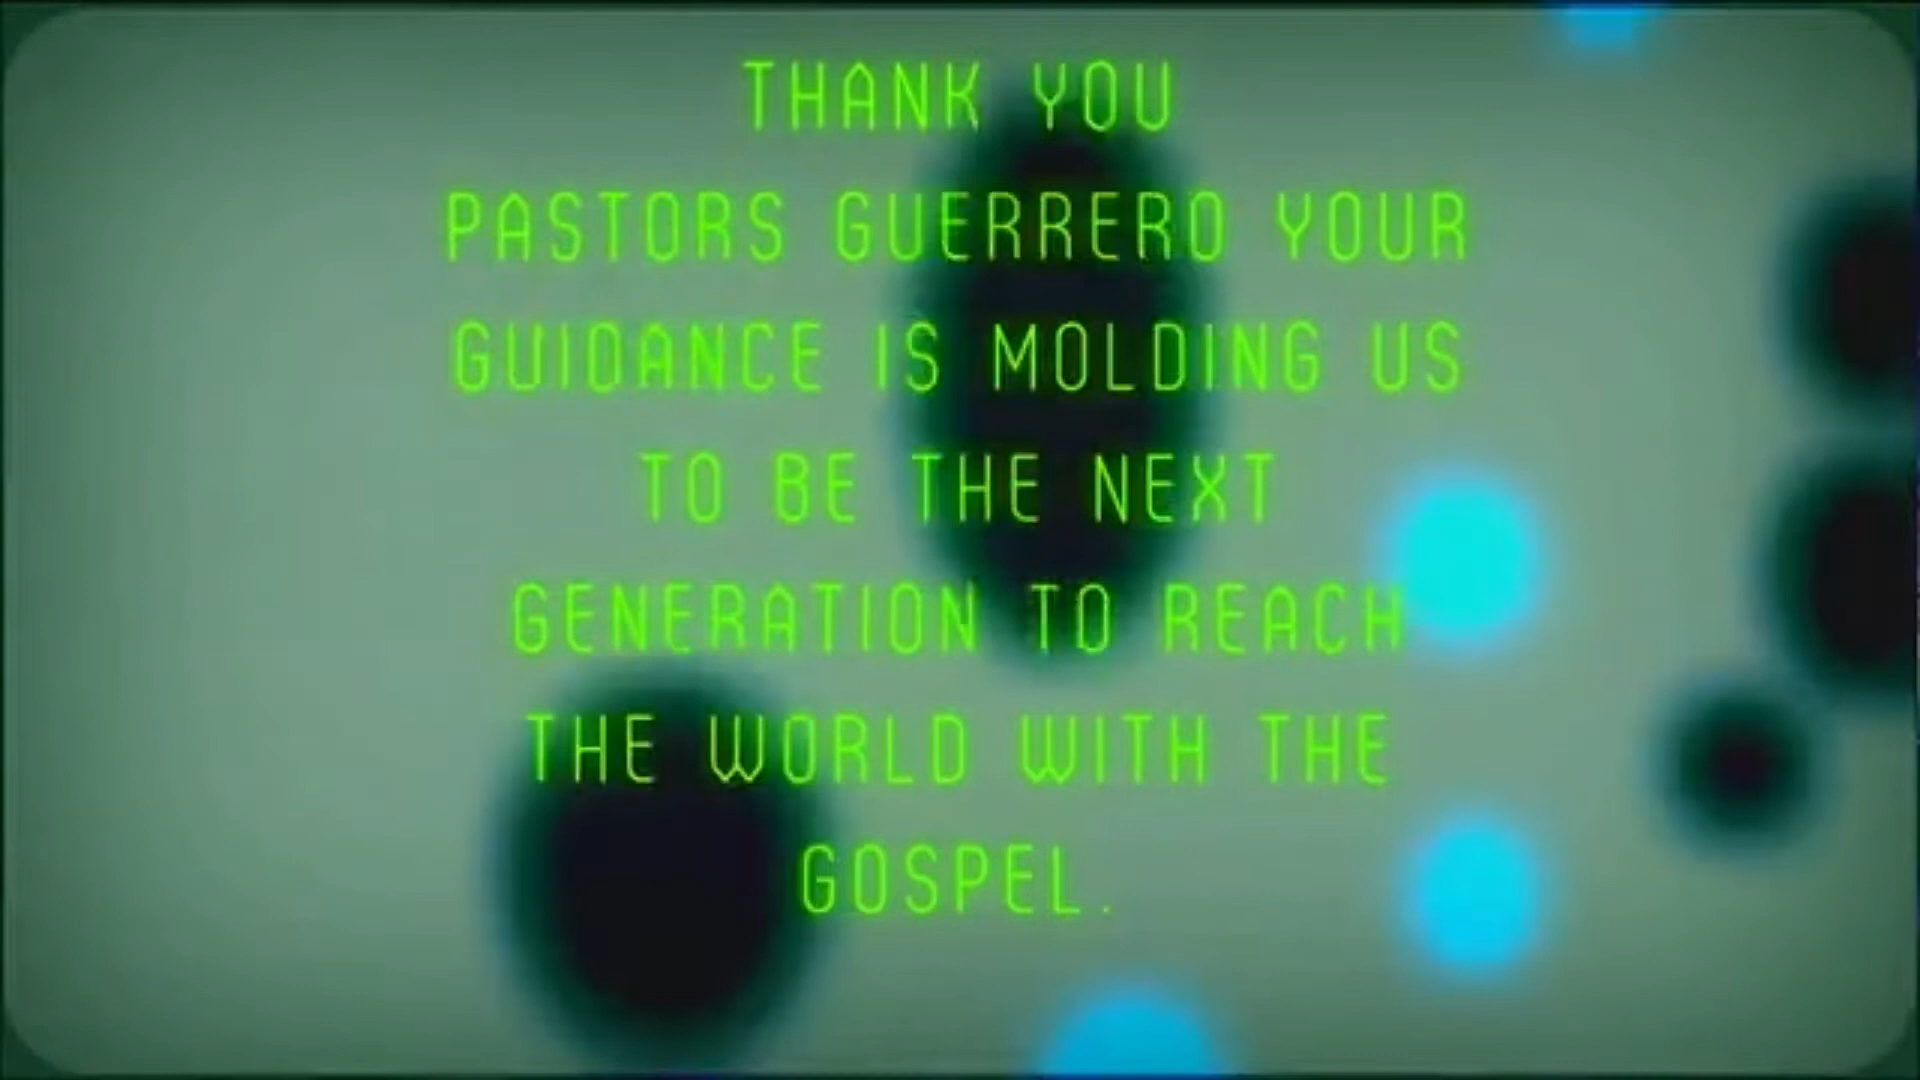 THANK YOU
PASTORS GUERRERO YOUR
GUIDANCE IS MOLDING US
TO BE THE NEXT
GENERATION TO REACH
THE WORLD WITH THE
GOSPEL.